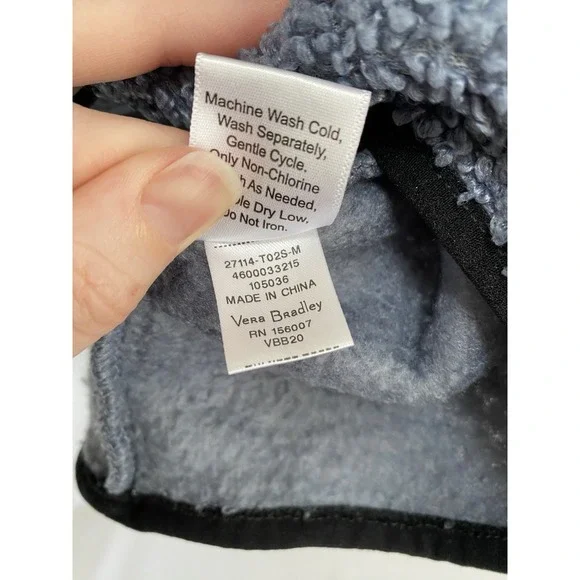 Machine Wash Cold,
Wash Separately,
Gentle Cycle.
Only Non-Chlorine
As Needed,
Dry Low.
Do Not Iron.
27114-T02S-M
4600033215
105036
MADE IN CHINA
Vera Bradley
RN 156007
VBB20